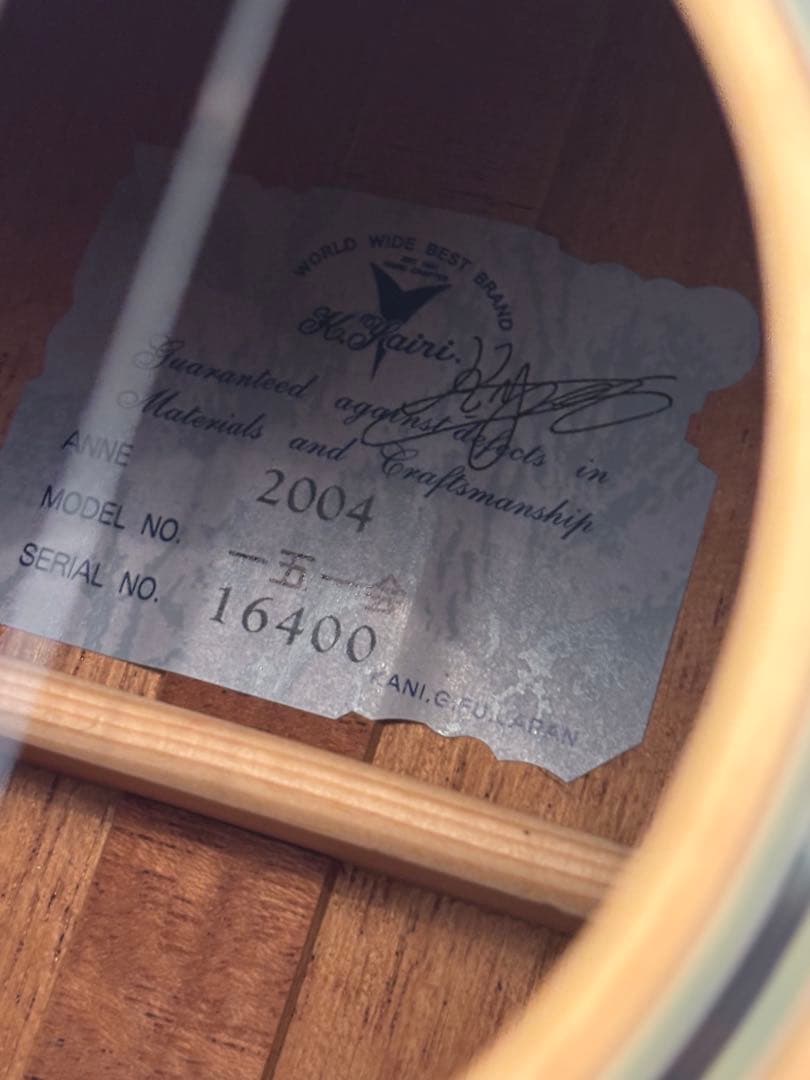 WORLD WIDE BEST BRAND
K.Yairi.
Guaranteed against defects in
Materials and Craftsmanship
ANNE 2004
MODEL NO. 一五一会
SERIAL NO. 16400
KANI.GIFU.JAPAN